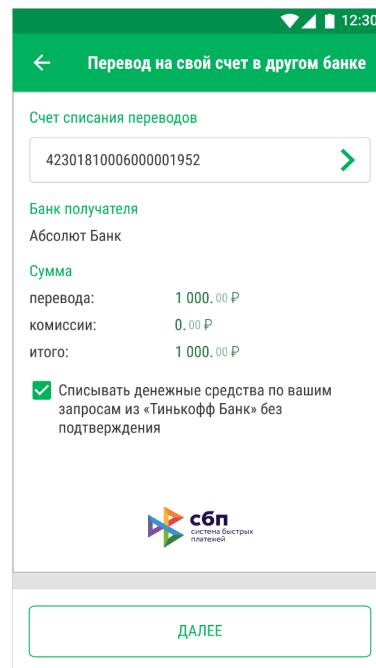 12:30
Перевод на свой счет в другом банке
Счет списания переводов
42301810006000001952
Банк получателя
Абсолют Банк
Сумма
перевода: 1 000. 00 ₽
комиссии: 0. 00 ₽
итого: 1 000. 00 ₽
Списывать денежные средства по вашим
запросам из «Тинькофф Банк» без
подтверждения
сбп
система быстрых
платежей
ДАЛЕЕ